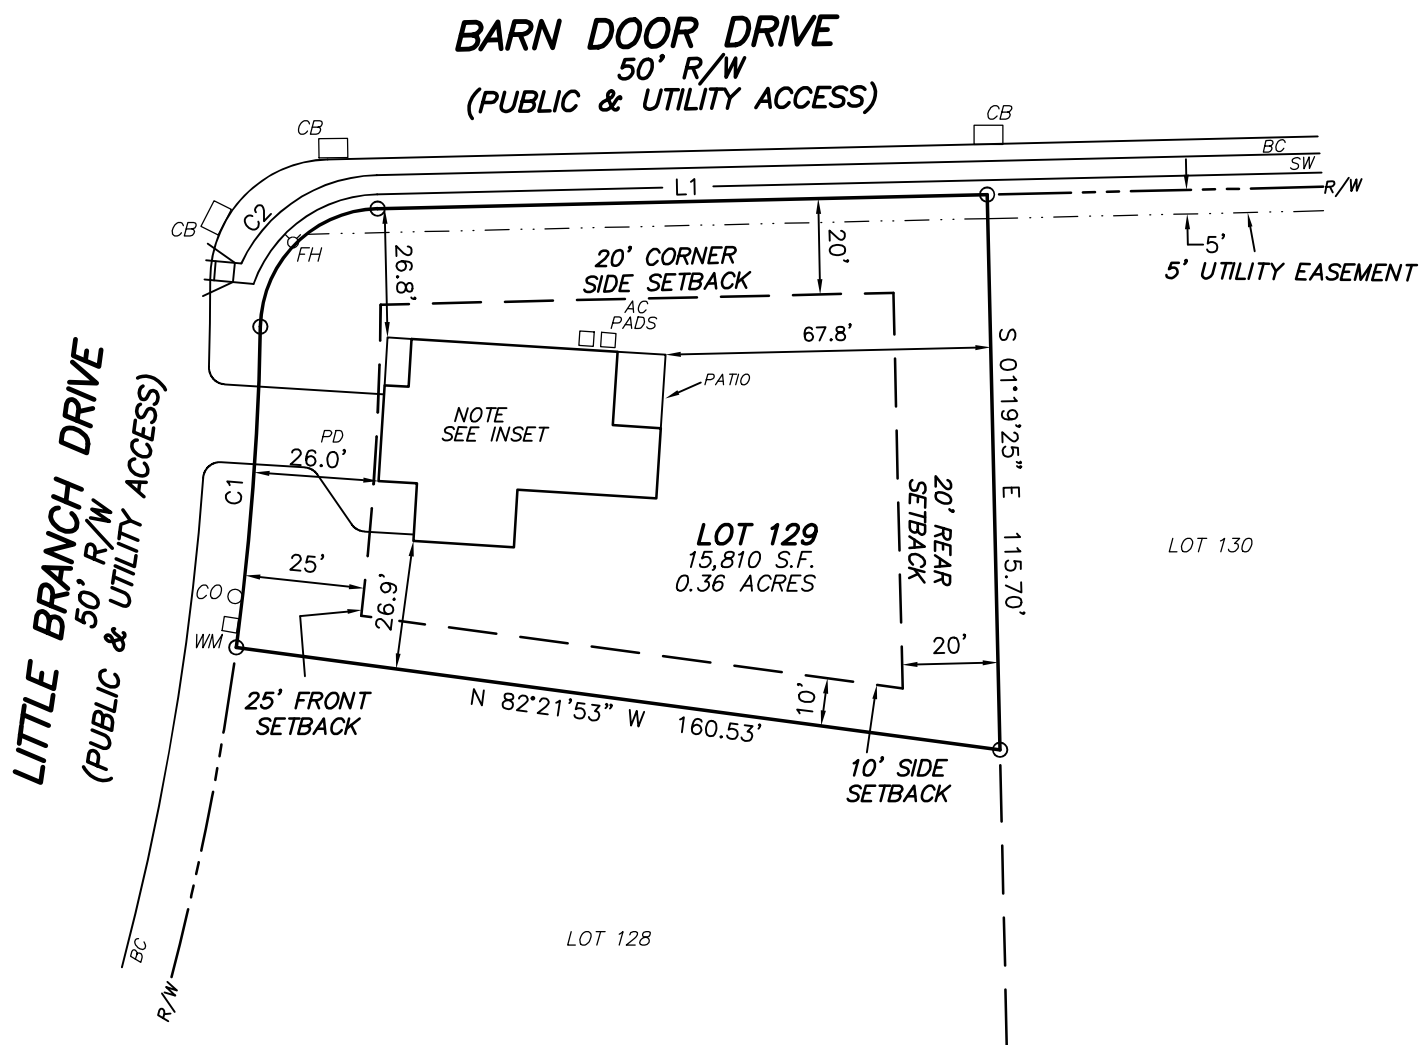 BARN DOOR DRIVE
50' R/W
(PUBLIC & UTILITY ACCESS)
CB
CB
BC
SW
R/W
L1
C2
CB
FH
26.8'
20' CORNER
SIDE SETBACK
20'
5'
5' UTILITY EASEMENT
AC
PADS
67.8'
PATIO
S 01°19'25" E 115.70'
NOTE
SEE INSET
PD
26.0'
C1
LITTLE BRANCH DRIVE
50' R/W
(PUBLIC & UTILITY ACCESS)
20' REAR
SETBACK
LOT 129
15,810 S.F.
0.36 ACRES
LOT 130
25'
26.9'
CO
WM
20'
25' FRONT
SETBACK
N 82°21'53" W 160.53'
10'
10' SIDE
SETBACK
LOT 128
BC
R/W